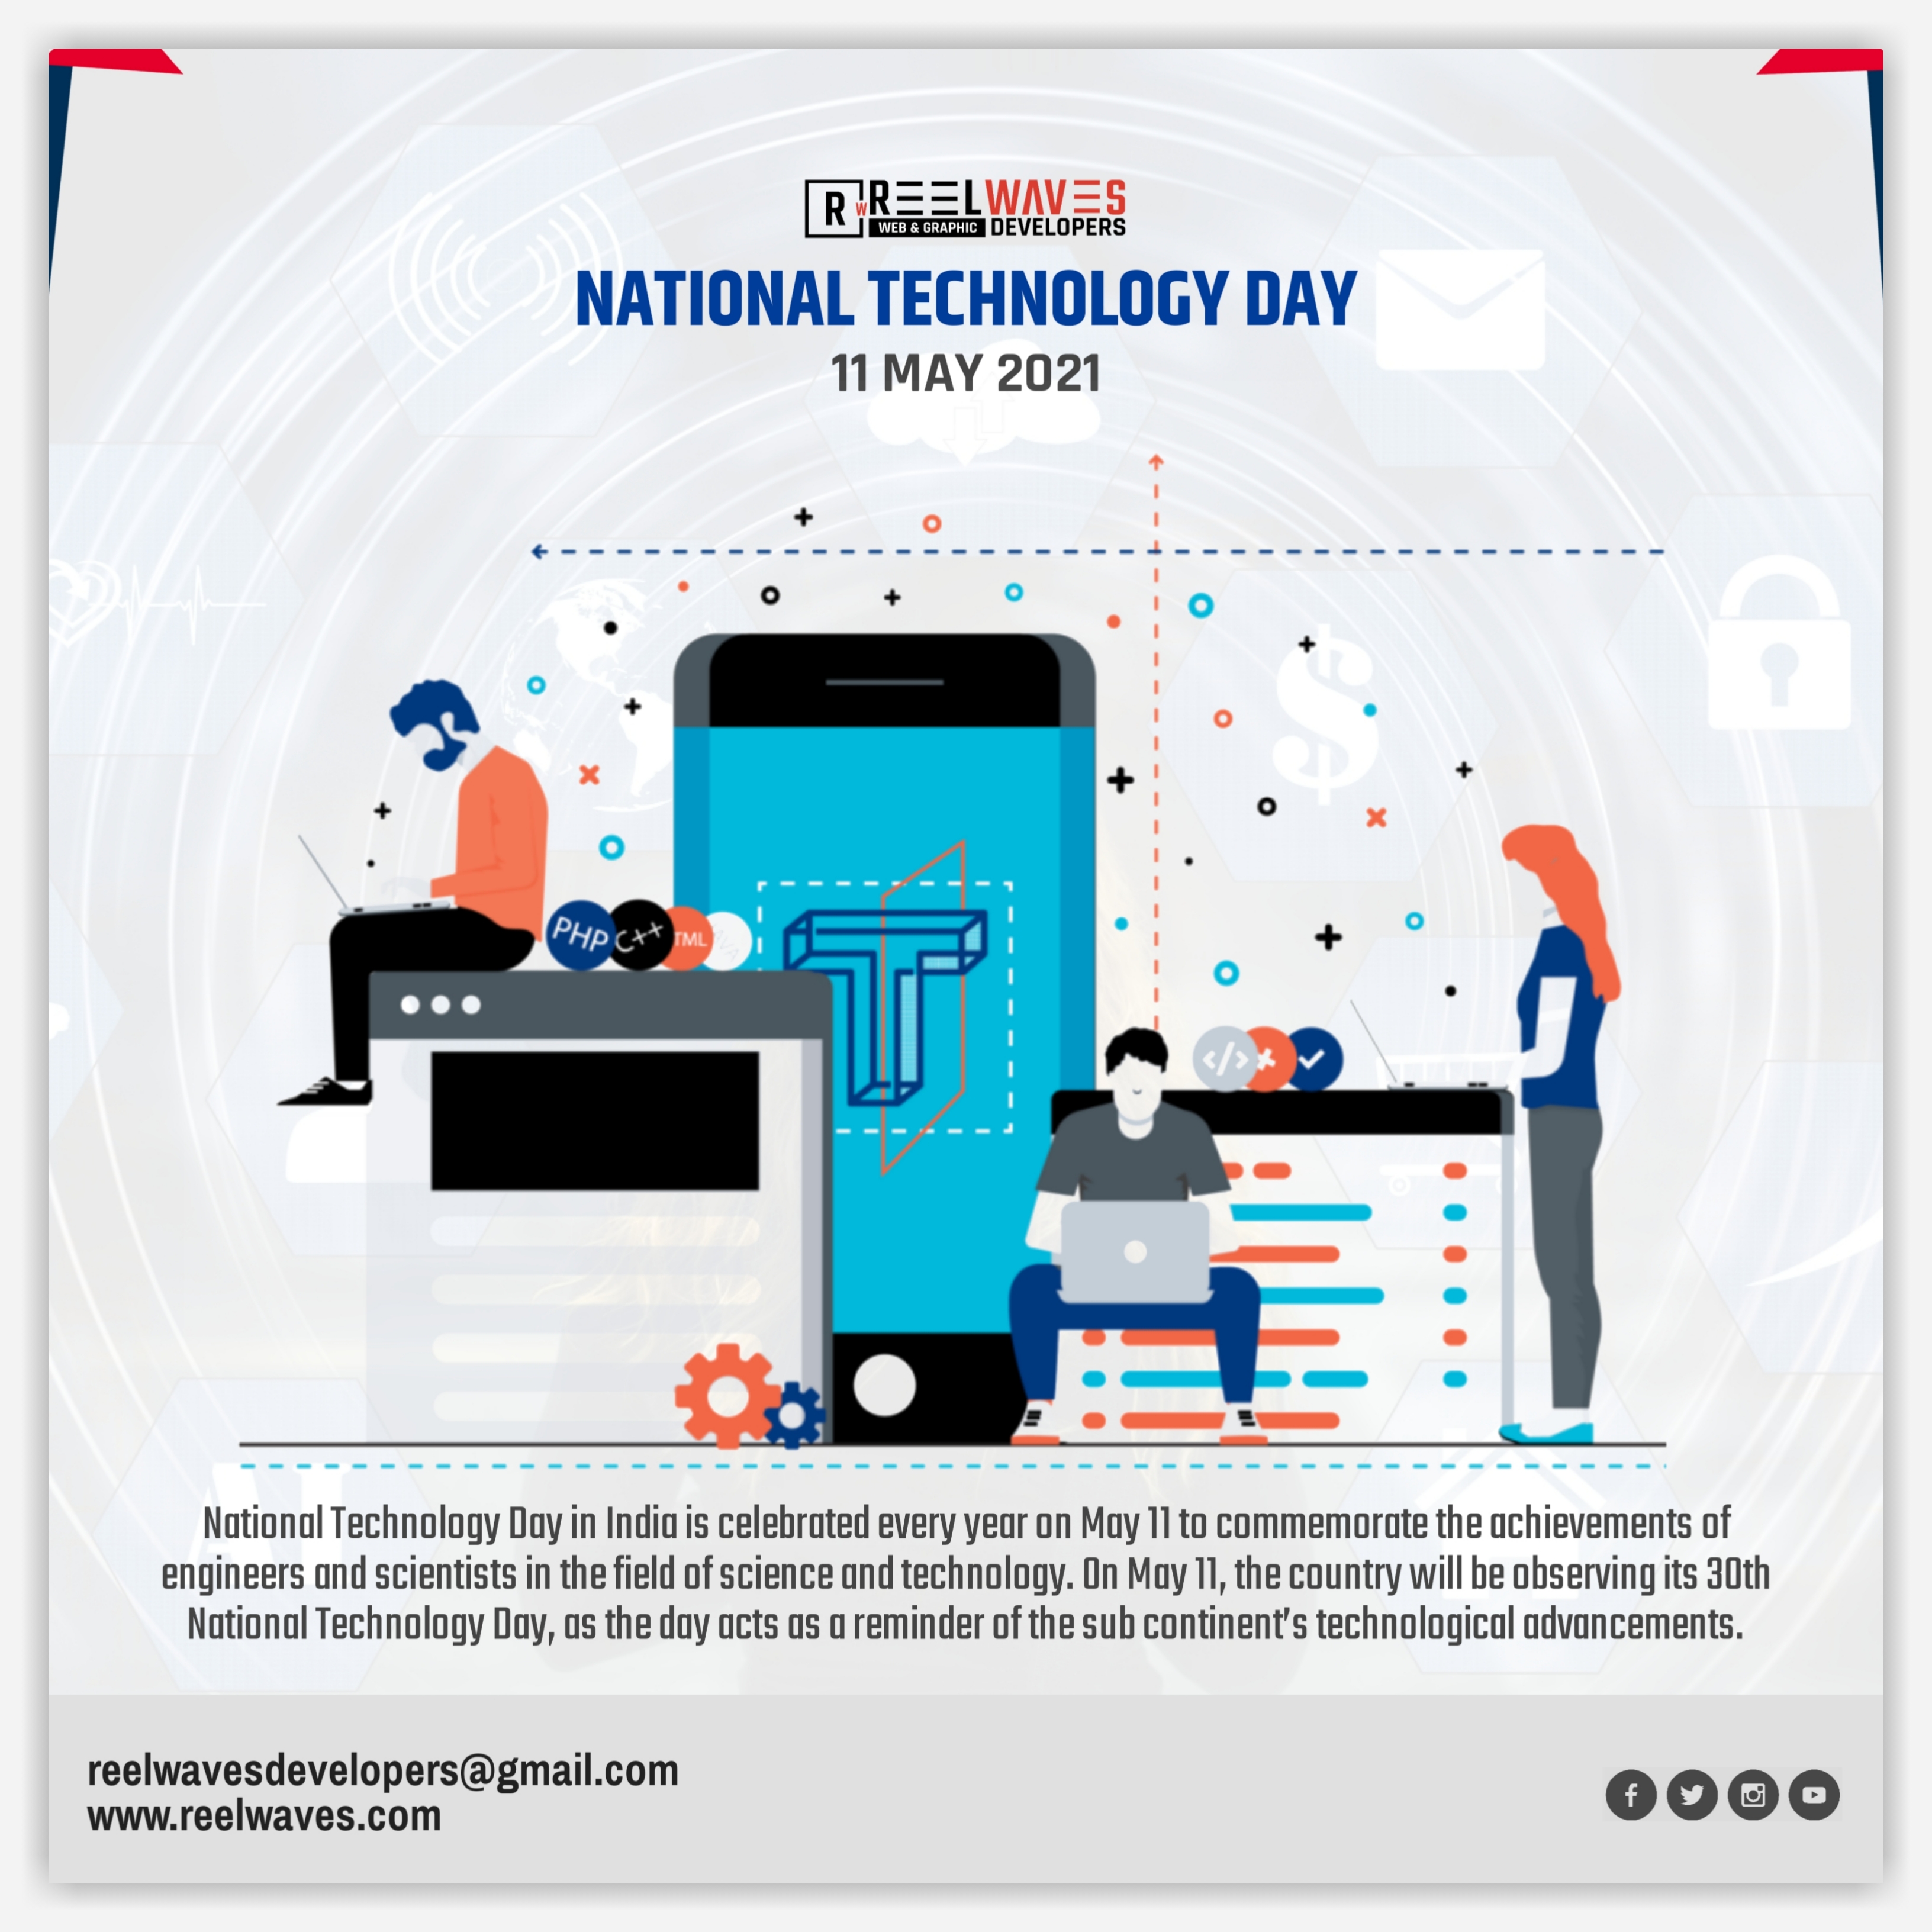 R W REELWAVES
WEB & GRAPHIC DEVELOPERS
NATIONAL TECHNOLOGY DAY
11 MAY 2021
PHP C++ TML
</>
T
AI
National Technology Day in India is celebrated every year on May 11 to commemorate the achievements of
engineers and scientists in the field of science and technology. On May 11, the country will be observing its 30th
National Technology Day, as the day acts as a reminder of the sub continent's technological advancements.
reelwavesdevelopers@gmail.com
www.reelwaves.com